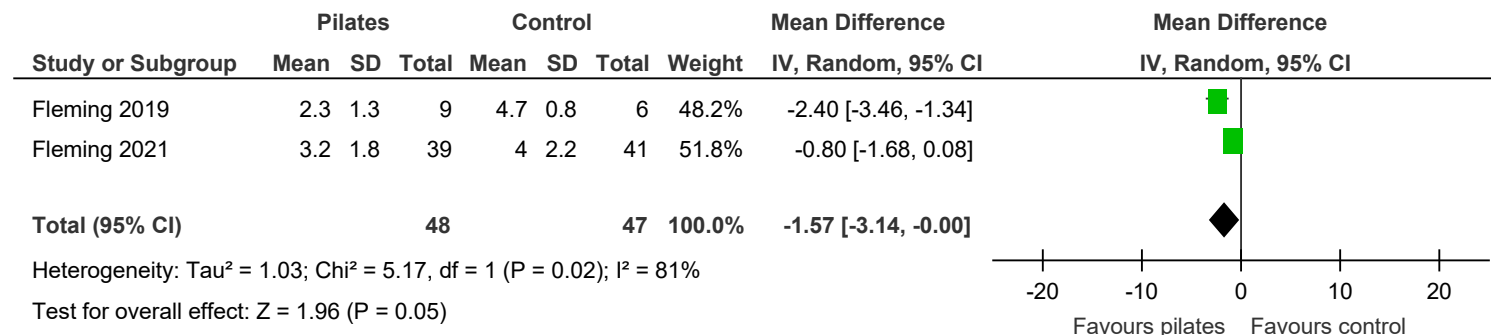 Pilates Control Mean Difference Mean Difference
Study or Subgroup Mean SD Total Mean SD Total Weight IV, Random, 95% CI IV, Random, 95% CI
Fleming 2019 2.3 1.3 9 4.7 0.8 6 48.2% -2.40 [-3.46, -1.34]
Fleming 2021 3.2 1.8 39 4 2.2 41 51.8% -0.80 [-1.68, 0.08]
Total (95% CI) 48 47 100.0% -1.57 [-3.14, -0.00]
Heterogeneity: Tau² = 1.03; Chi² = 5.17, df = 1 (P = 0.02); I² = 81%
Test for overall effect: Z = 1.96 (P = 0.05)
-20 -10 0 10 20
Favours pilates Favours control